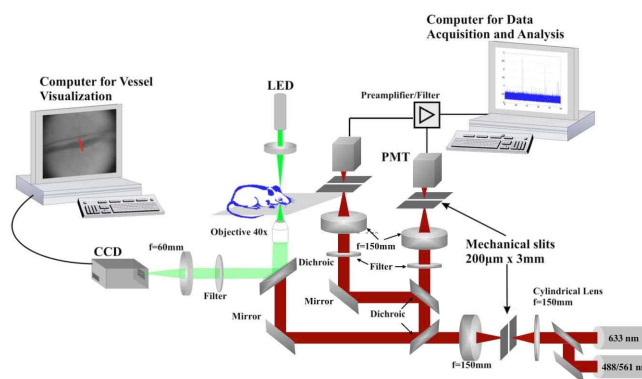 Computer for Data
Acquisition and Analysis
Computer for Vessel
Visualization
LED
Preamplifier/Filter
PMT
Objective 40x
f=150mm
Mechanical slits
200µm x 3mm
CCD
f=60mm
Dichroic
Filter
Filter
Cylindrical Lens
f=150mm
Mirror
Dichroic
Mirror
633 nm
f=150mm
488/561 n